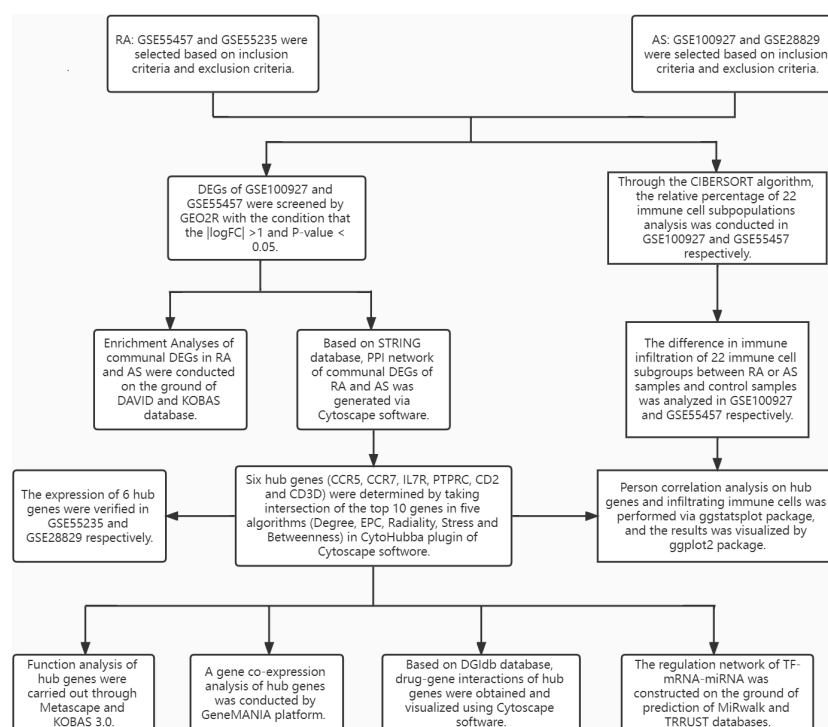 RA: GSE55457 and GSE55235 were
selected based on inclusion
criteria and exclusion criteria.
AS: GSE100927 and GSE28829
were selected based on inclusion
criteria and exclusion criteria.
DEGs of GSE100927 and
GSE55457 were screened by
GEO2R with the condition that
the |logFC| >1 and P-value <
0.05.
Through the CIBERSORT algorithm,
the relative percentage of 22
immune cell subpopulations
analysis was conducted in
GSE100927 and GSE55457
respectively.
Enrichment Analyses of
communal DEGs in RA
and AS were conducted
on the ground of
DAVID and KOBAS
database.
Based on STRING
database, PPI network
of communal DEGs of
RA and AS was
generated via
Cytoscape software.
The difference in immune
infiltration of 22 immune cell
subgroups between RA or AS
samples and control samples
was analyzed in GSE100927
and GSE55457 respectively.
The expression of 6 hub
genes were verified in
GSE55235 and
GSE28829 respectively.
Six hub genes (CCR5, CCR7, IL7R, PTPRC, CD2
and CD3D) were determined by taking
intersection of the top 10 genes in five
algorithms (Degree, EPC, Radiality, Stress and
Betweenness) in CytoHubba plugin of
Cytoscape softwore.
Person correlation analysis on hub
genes and infiltrating immune cells was
performed via ggstatsplot package,
and the results was visualized by
ggplot2 package.
Function analysis of
hub genes were
carried out through
Metascape and
KOBAS 3.0.
A gene co-expression
analysis of hub genes
was conducted by
GeneMANIA platform.
Based on DGIdb database,
drug-gene interactions of hub
genes were obtained and
visualized using Cytoscape
software.
The regulation network of TF-
mRNA-miRNA was
constructed on the ground of
prediction of MiRwalk and
TRRUST databases.